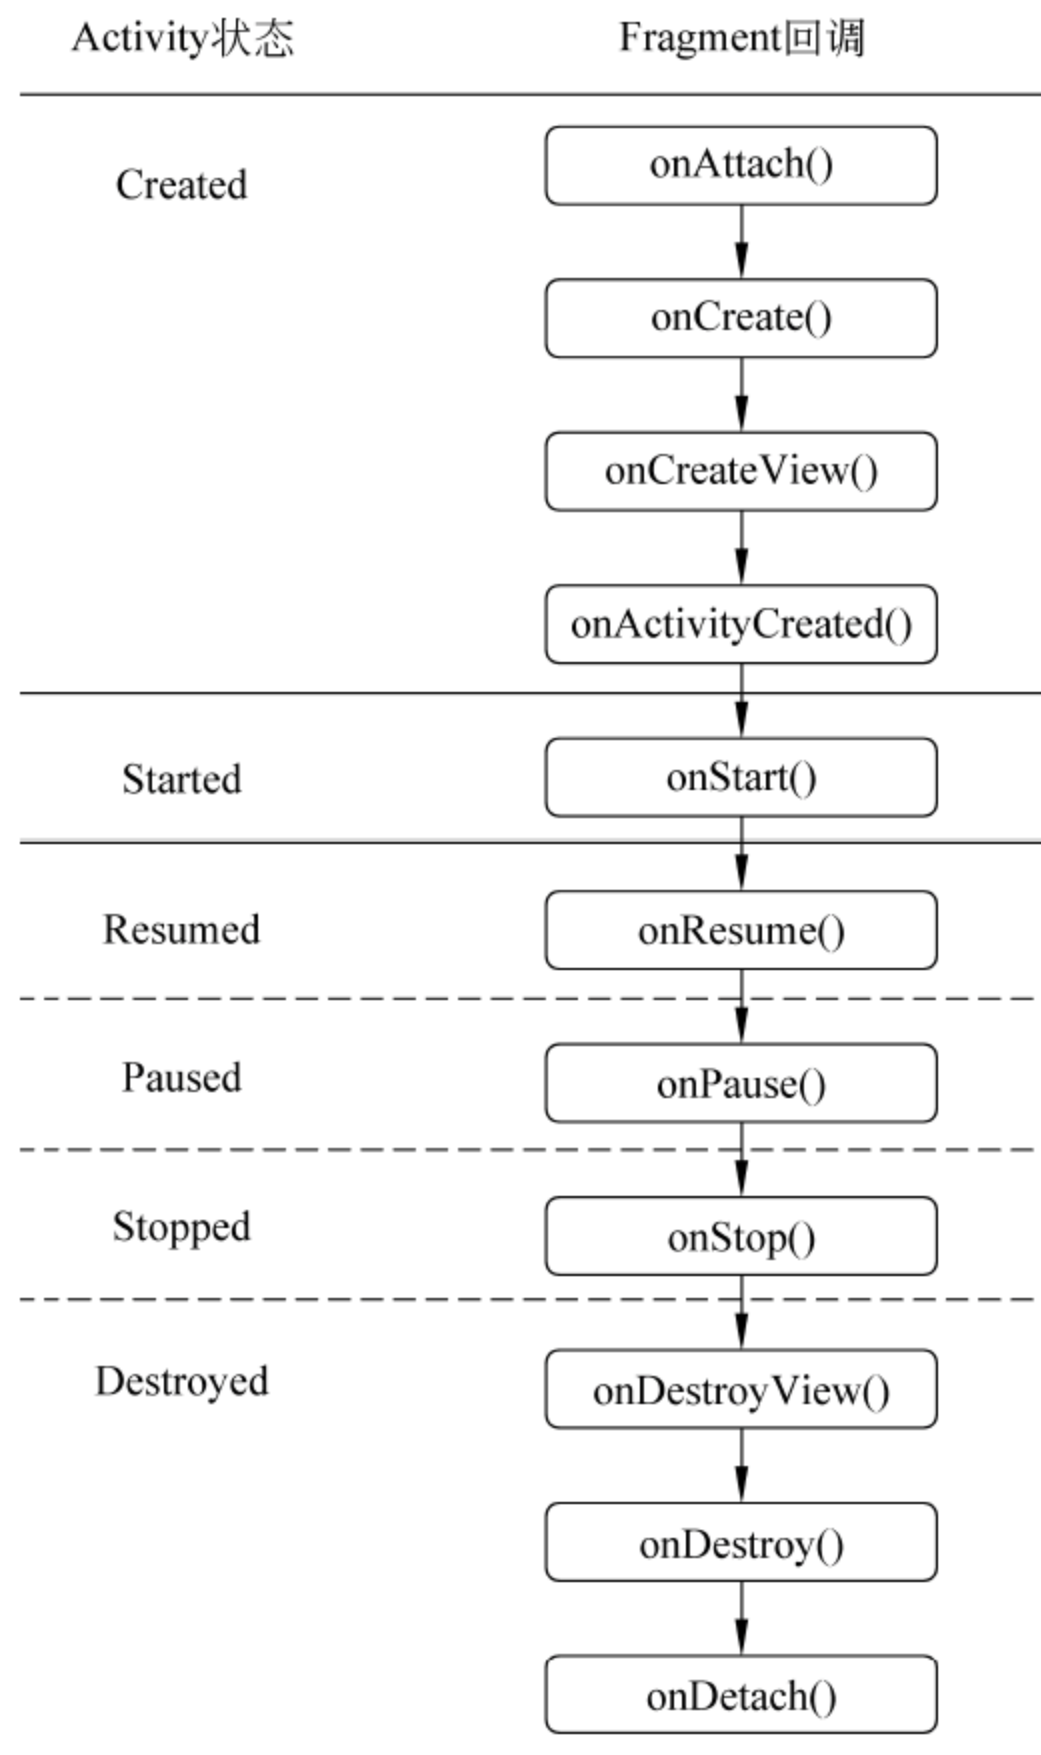 Activity状态 Fragment回调
Created
onAttach()
onCreate()
onCreateView()
onActivityCreated()
Started
onStart()
Resumed
onResume()
Paused
onPause()
Stopped
onStop()
Destroyed
onDestroyView()
onDestroy()
onDetach()